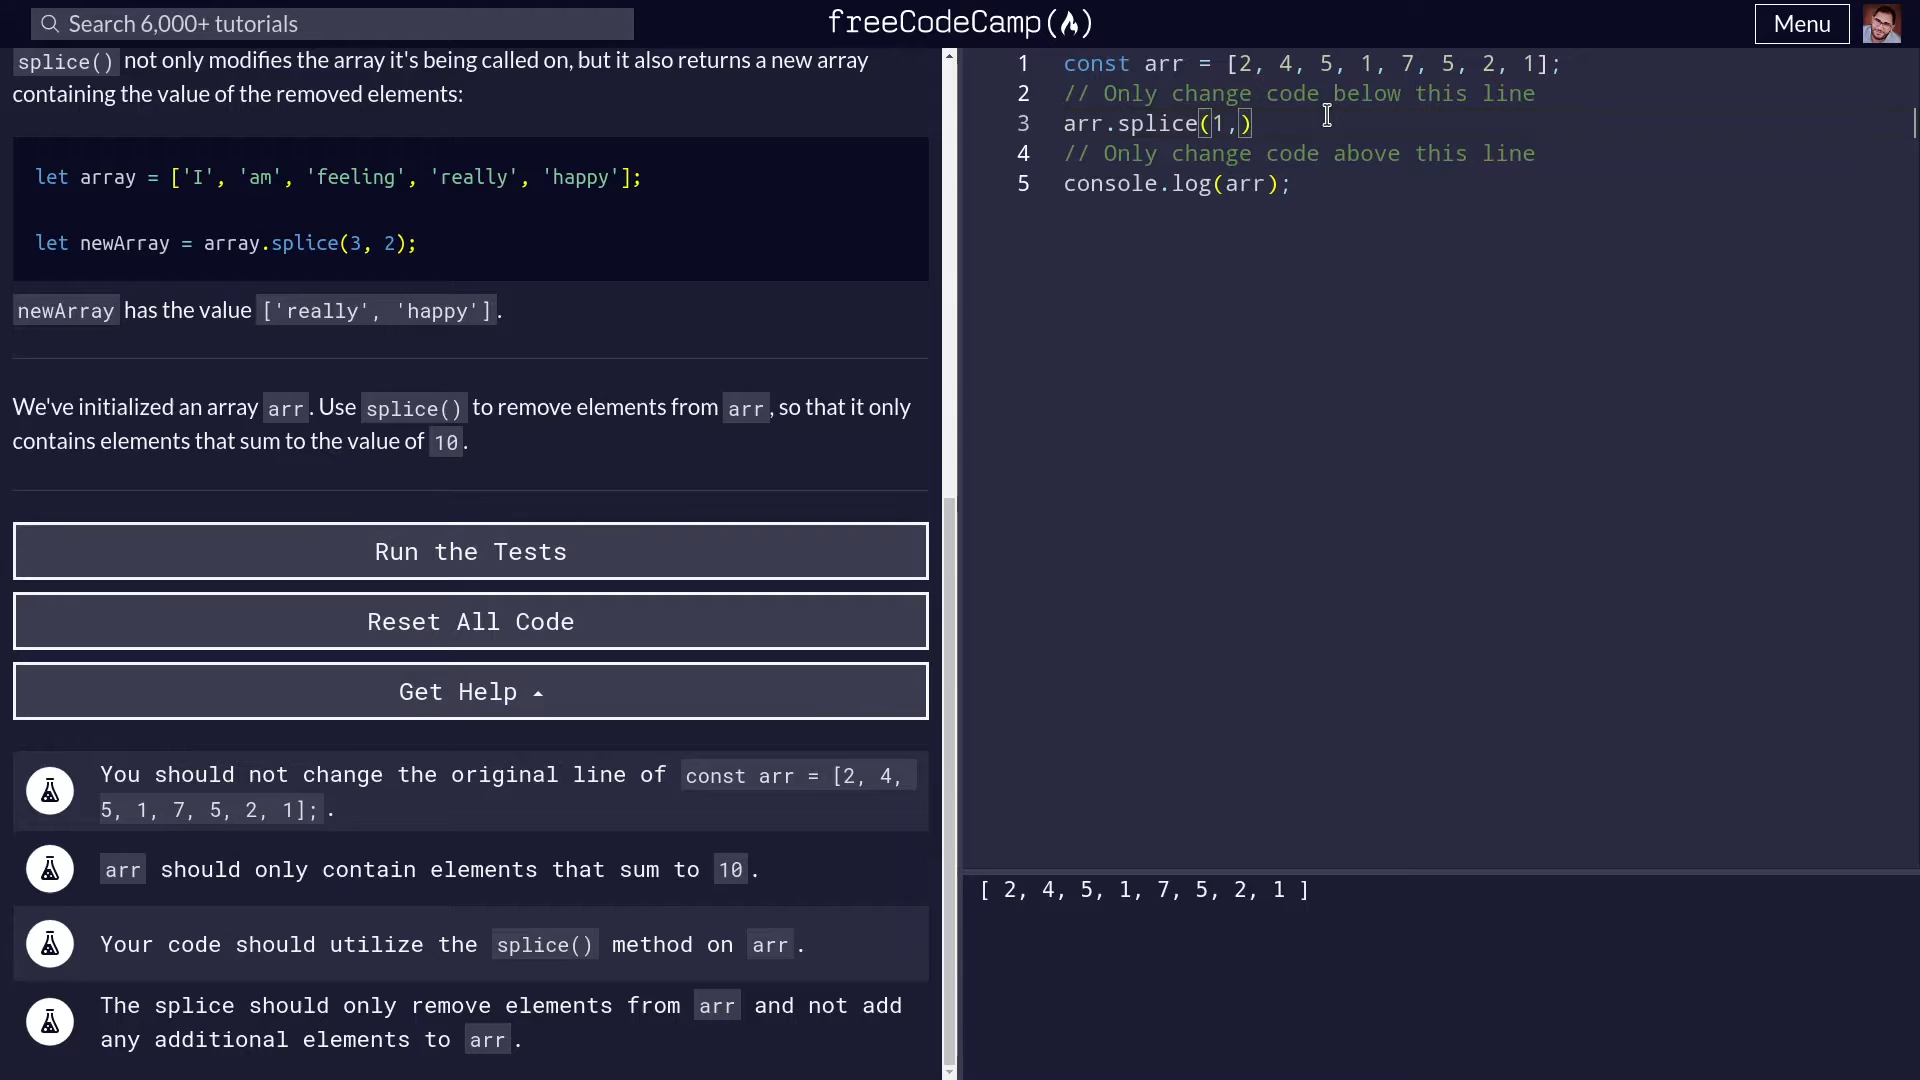 Search 6,000+ tutorials
freeCodeCamp(🔥)
Menu
splice() not only modifies the array it's being called on, but it also returns a new array
containing the value of the removed elements:
let array = ['I', 'am', 'feeling', 'really', 'happy'];
let newArray = array.splice(3, 2);
newArray has the value ['really', 'happy'].
We've initialized an array arr. Use splice() to remove elements from arr, so that it only
contains elements that sum to the value of 10.
Run the Tests
Reset All Code
Get Help
You should not change the original line of const arr = [2, 4,
5, 1, 7, 5, 2, 1];.
arr should only contain elements that sum to 10.
Your code should utilize the splice() method on arr.
The splice should only remove elements from arr and not add
any additional elements to arr.
1 const arr = [2, 4, 5, 1, 7, 5, 2, 1];
2 // Only change code below this line
3 arr.splice(1,)
4 // Only change code above this line
5 console.log(arr);
[ 2, 4, 5, 1, 7, 5, 2, 1 ]